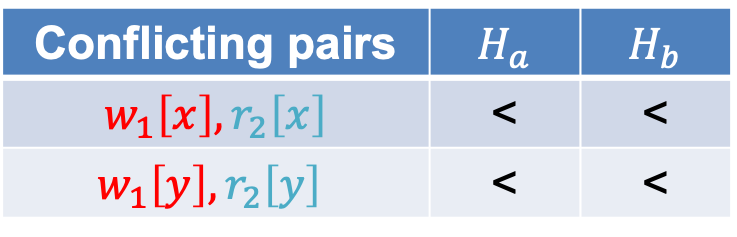 Conflicting pairs H_a H_b
w_1[x], r_2[x] < <
w_1[y], r_2[y] < <